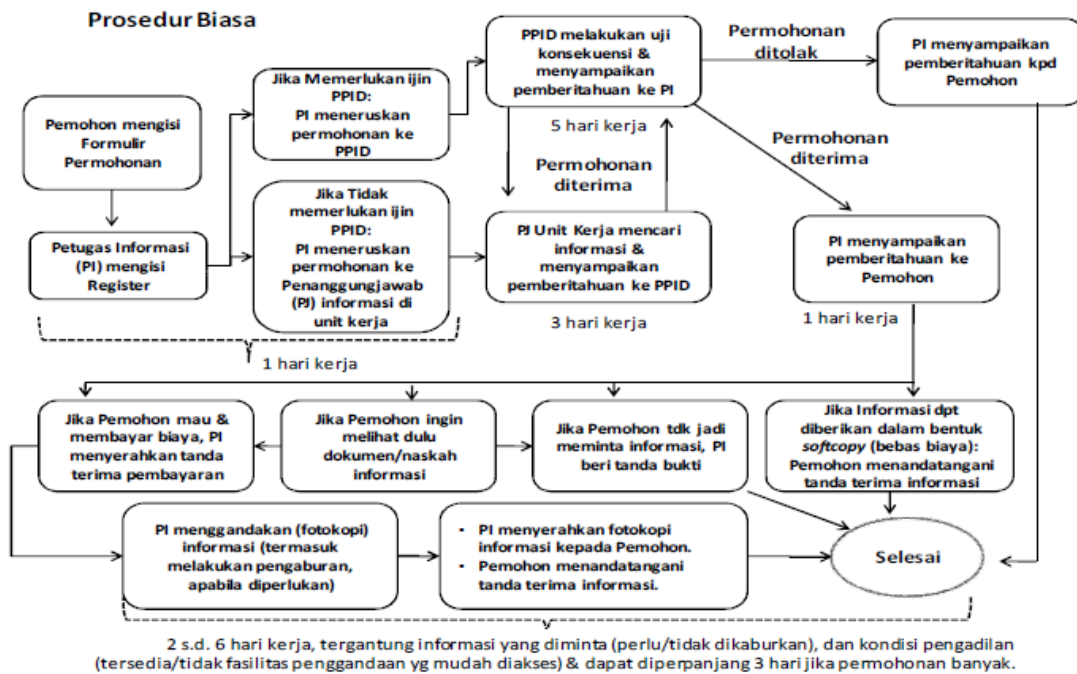 Prosedur Biasa
Pemohon mengisi
Formulir
Permohonan
Petugas Informasi
(PI) mengisi
Register
Jika Memerlukan ijin
PPID:
PI meneruskan
permohonan ke
PPID
Jika Tidak
memerlukan ijin
PPID:
PI meneruskan
permohonan ke
Penanggungjawab
(PJ) informasi di
unit kerja
1 hari kerja
PPID melakukan uji
konsekuensi &
menyampaikan
pemberitahuan ke PI
5 hari kerja
Permohonan
diterima
PJ Unit Kerja mencari
informasi &
menyampaikan
pemberitahuan ke PPID
3 hari kerja
Permohonan
ditolak
PI menyampaikan
pemberitahuan kpd
Pemohon
Permohonan
diterima
PI menyampaikan
pemberitahuan ke
Pemohon
1 hari kerja
Jika Pemohon mau &
membayar biaya, PI
menyerahkan tanda
terima pembayaran
Jika Pemohon ingin
melihat dulu
dokumen/naskah
informasi
Jika Pemohon tdk jadi
meminta informasi, PI
beri tanda bukti
Jika Informasi dpt
diberikan dalam bentuk
softcopy (bebas biaya):
Pemohon menandatangani
tanda terima informasi
PI menggandakan (fotokopi)
informasi (termasuk
melakukan pengaburan,
apabila diperlukan)
• PI menyerahkan fotokopi
informasi kepada Pemohon.
• Pemohon menandatangani
tanda terima informasi.
Selesai
2 s.d. 6 hari kerja, tergantung informasi yang diminta (perlu/tidak dikaburkan), dan kondisi pengadilan
(tersedia/tidak fasilitas penggandaan yg mudah diakses) & dapat diperpanjang 3 hari jika permohonan banyak.